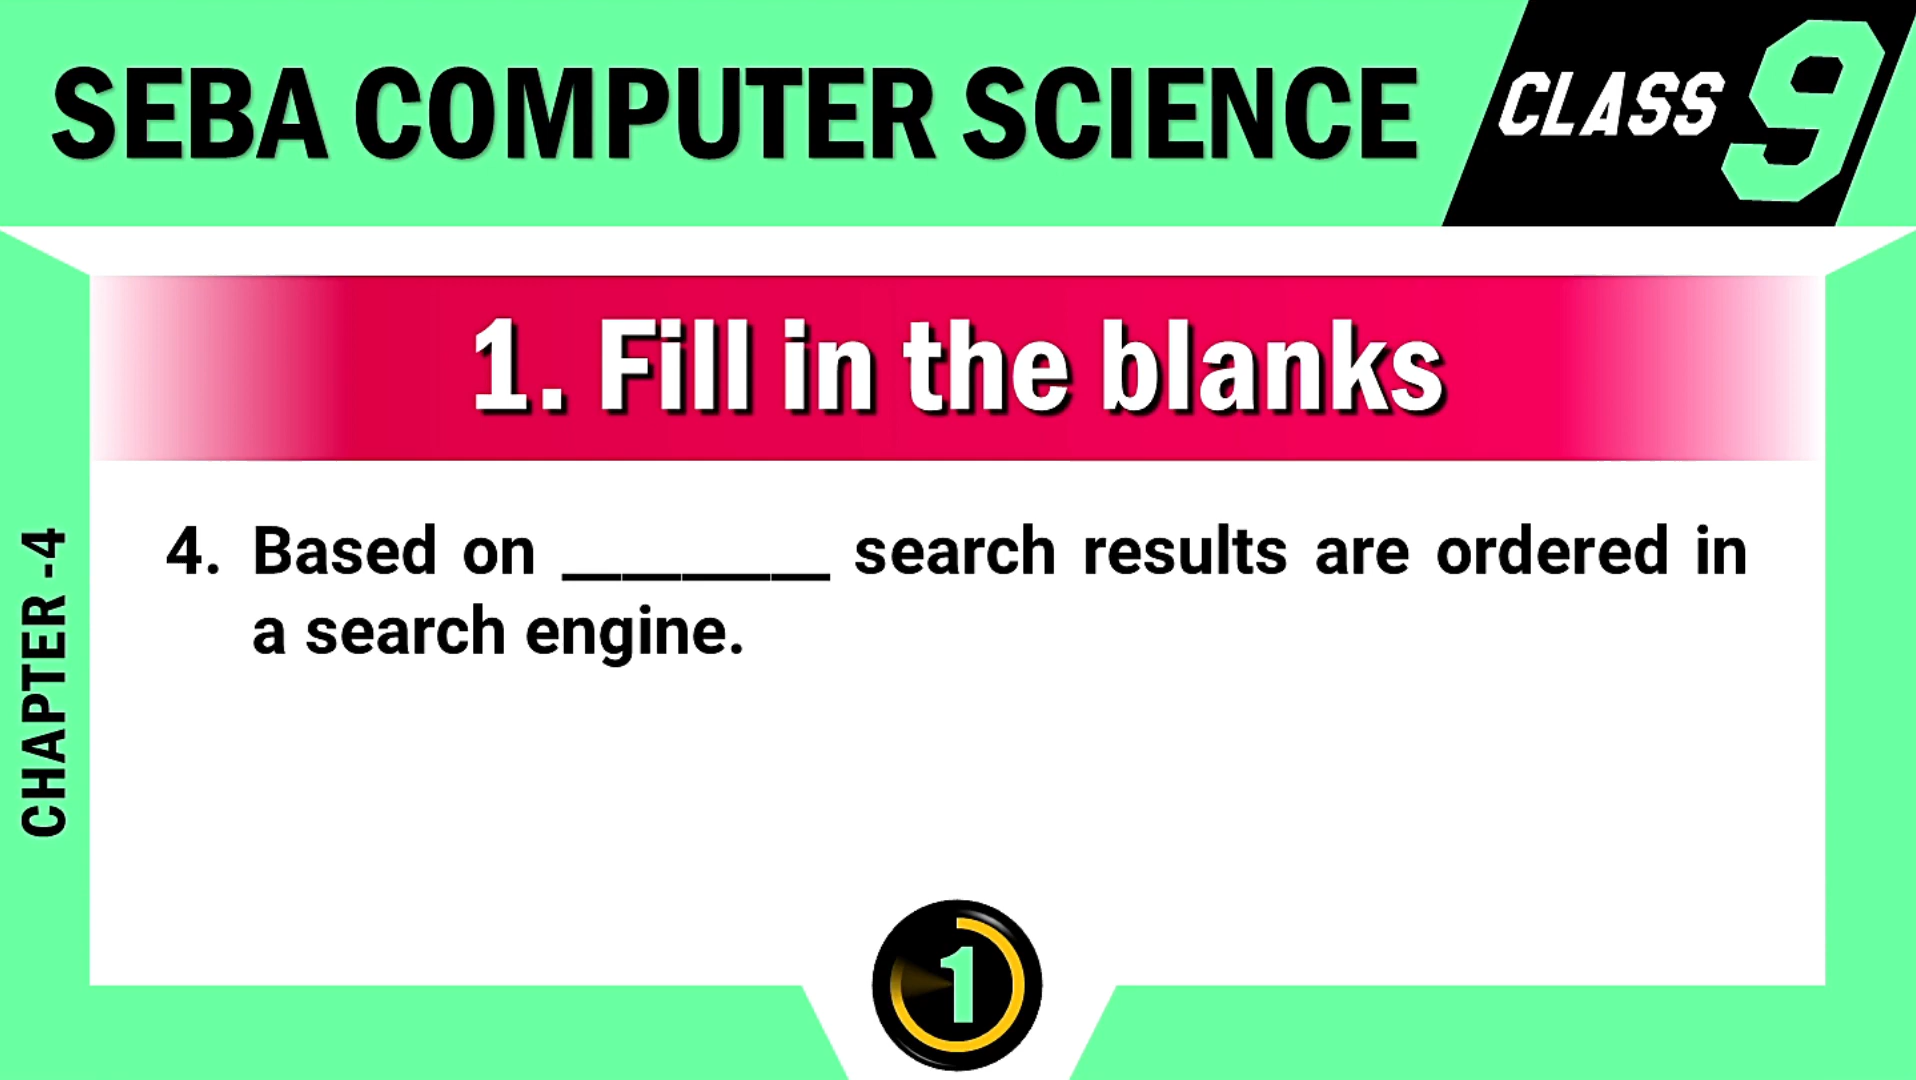 SEBA COMPUTER SCIENCE
CLASS 9
1. Fill in the blanks
4. Based on _________ search results are ordered in
a search engine.
CHAPTER -4
1